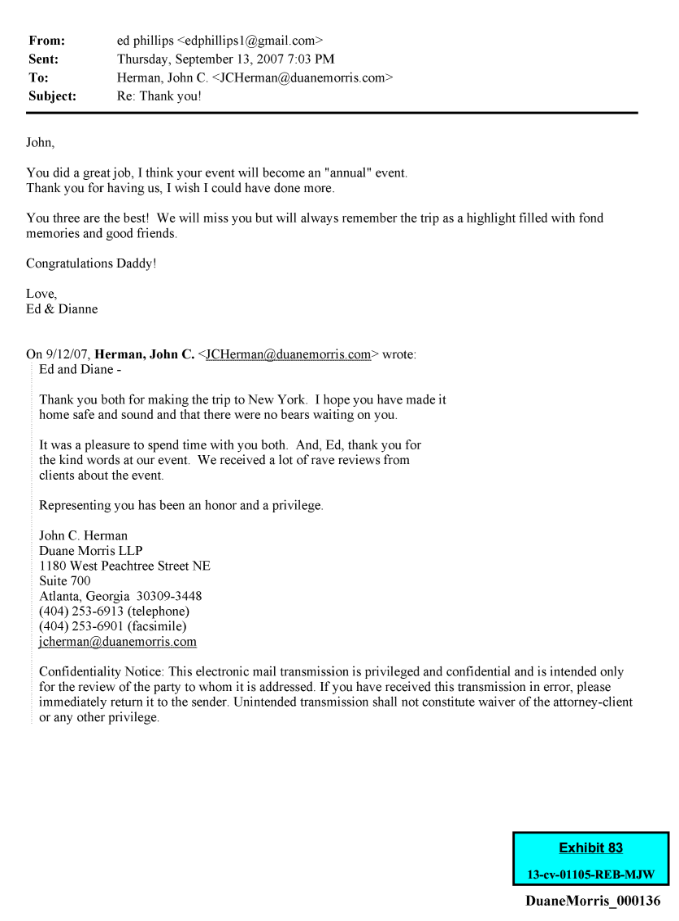 From: ed phillips <edphillips1@gmail.com>
Sent: Thursday, September 13, 2007 7:03 PM
To: Herman, John C. <JCHerman@duanemorris.com>
Subject: Re: Thank you!
John,
You did a great job, I think your event will become an "annual" event.
Thank you for having us, I wish I could have done more.
You three are the best!  We will miss you but will always remember the trip as a highlight filled with fond
memories and good friends.
Congratulations Daddy!
Love,
Ed & Dianne
On 9/12/07, Herman, John C. <JCHerman@duanemorris.com> wrote:
Ed and Diane -
Thank you both for making the trip to New York.  I hope you have made it
home safe and sound and that there were no bears waiting on you.
It was a pleasure to spend time with you both.  And, Ed, thank you for
the kind words at our event.  We received a lot of rave reviews from
clients about the event.
Representing you has been an honor and a privilege.
John C. Herman
Duane Morris LLP
1180 West Peachtree Street NE
Suite 700
Atlanta, Georgia  30309-3448
(404) 253-6913 (telephone)
(404) 253-6901 (facsimile)
jcherman@duanemorris.com
Confidentiality Notice: This electronic mail transmission is privileged and confidential and is intended only
for the review of the party to whom it is addressed. If you have received this transmission in error, please
immediately return it to the sender. Unintended transmission shall not constitute waiver of the attorney-client
or any other privilege.
Exhibit 83
13-cv-01105-REB-MJW
DuaneMorris_000136